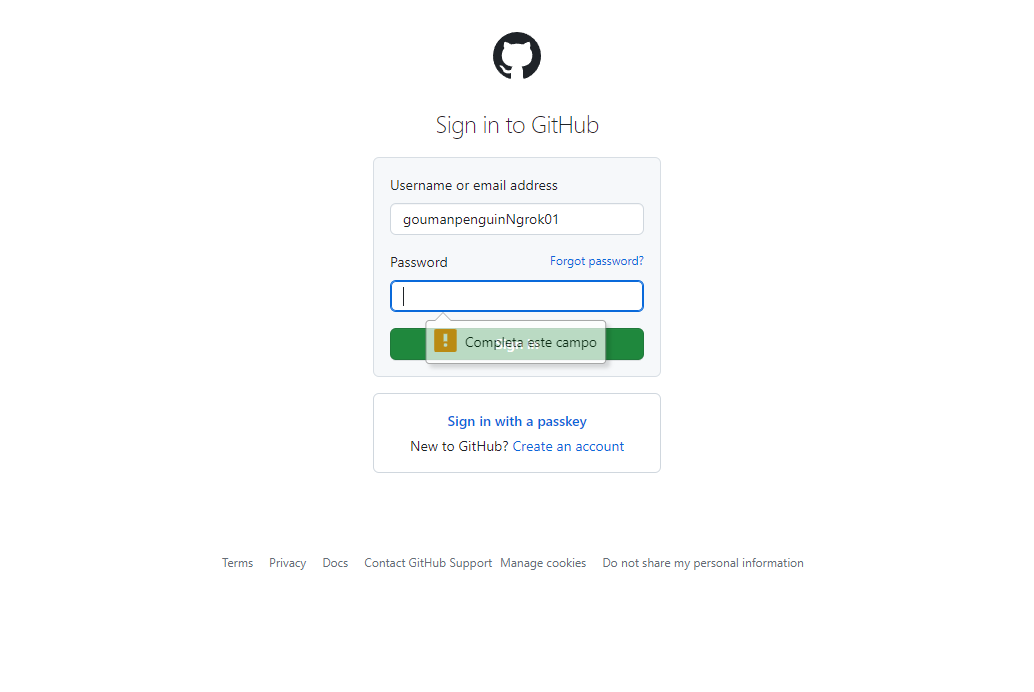 Sign in to GitHub
Username or email address
goumanpenguinNgrok01
Password Forgot password?
Completa este campo
Sign in with a passkey
New to GitHub? Create an account
Terms Privacy Docs Contact GitHub Support Manage cookies Do not share my personal information